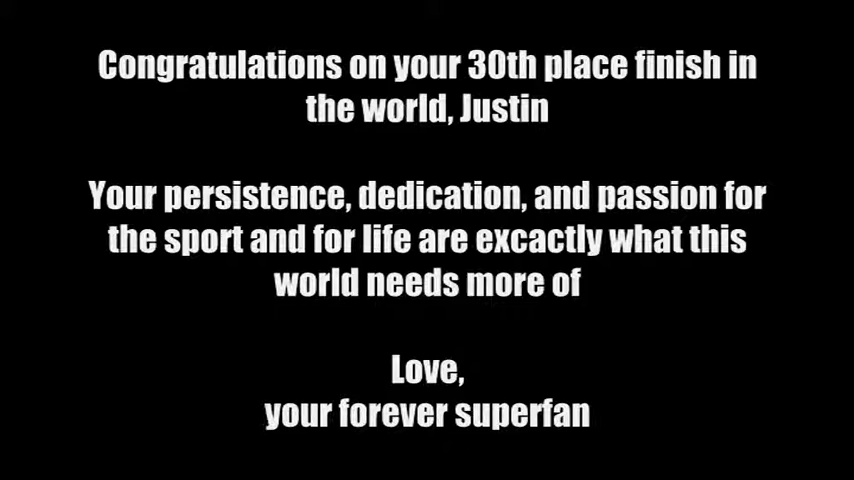 Congratulations on your 30th place finish in
the world, Justin
Your persistence, dedication, and passion for
the sport and for life are excactly what this
world needs more of
Love,
your forever superfan